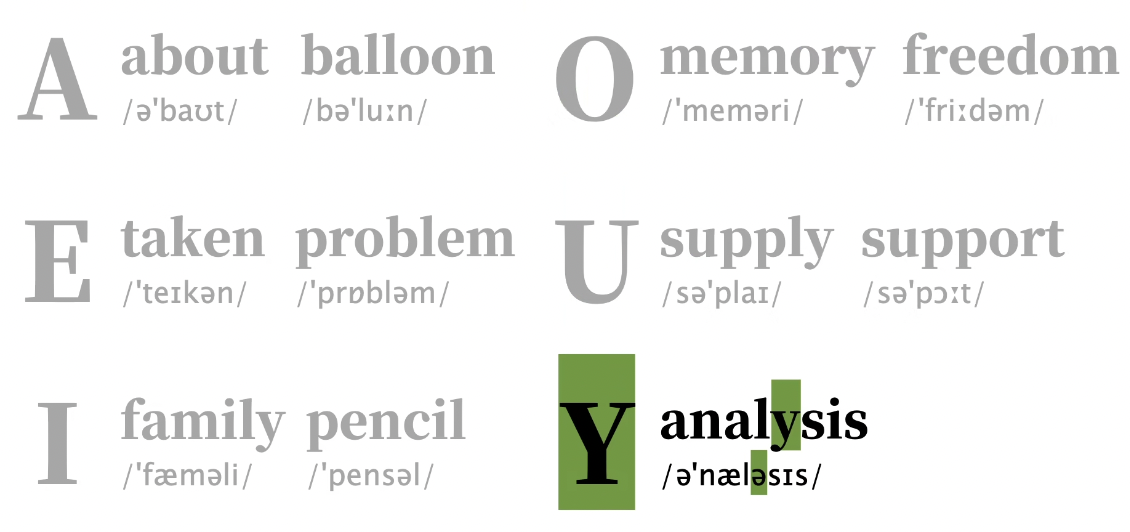 A about balloon
/ə'baʊt/ /bə'luːn/
O memory freedom
/'meməri/ /'friːdəm/
E taken problem
/'teɪkən/ /'prɒbləm/
U supply support
/sə'plaɪ/ /sə'pɔːt/
I family pencil
/'fæməli/ /'pensəl/
Y analysis
/ə'næləsɪs/